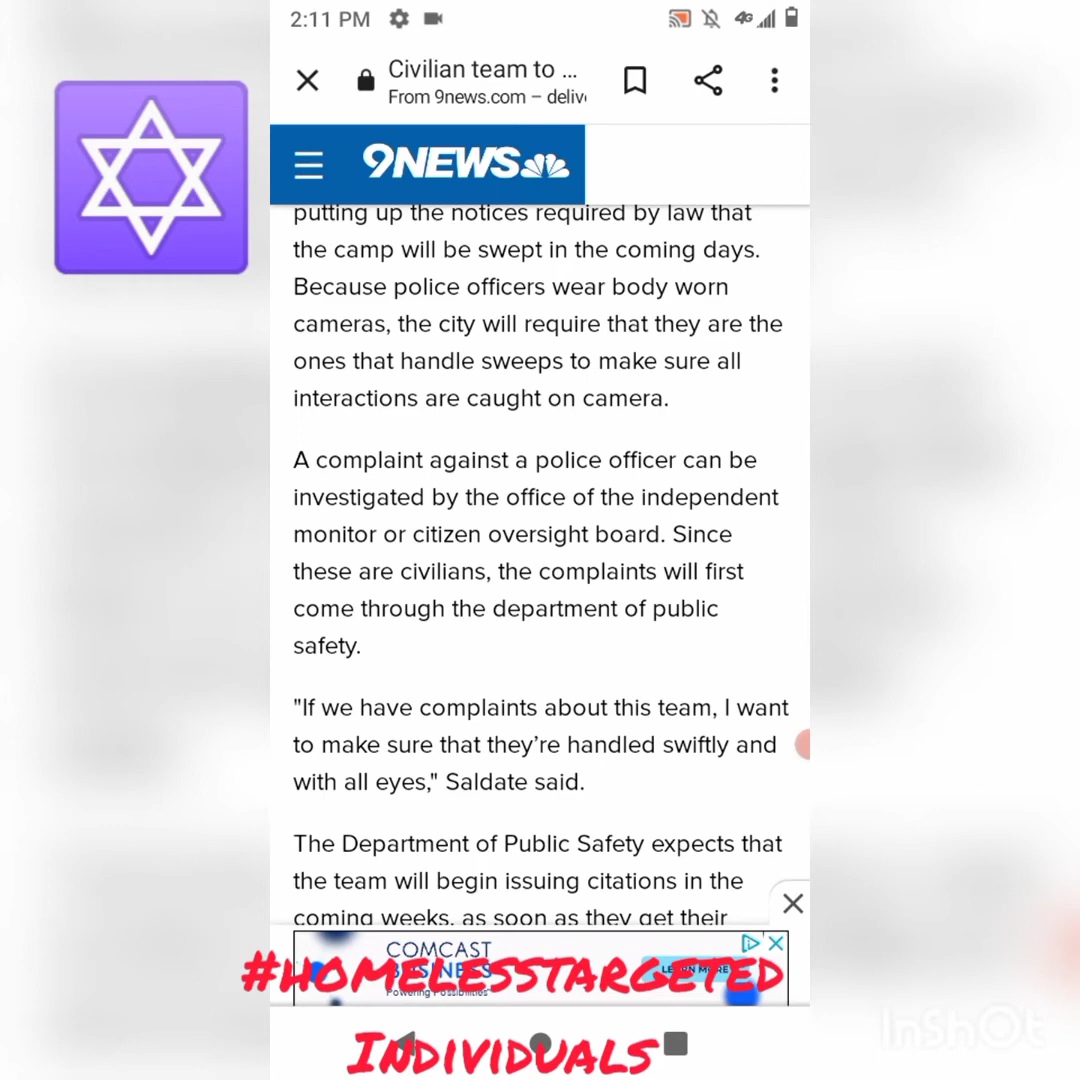 2:11 PM 4G
Civilian team to ...
From 9news.com – delive
9NEWS
putting up the notices required by law that
the camp will be swept in the coming days.
Because police officers wear body worn
cameras, the city will require that they are the
ones that handle sweeps to make sure all
interactions are caught on camera.
A complaint against a police officer can be
investigated by the office of the independent
monitor or citizen oversight board. Since
these are civilians, the complaints will first
come through the department of public
safety.
"If we have complaints about this team, I want
to make sure that they’re handled swiftly and
with all eyes," Saldate said.
The Department of Public Safety expects that
the team will begin issuing citations in the
coming weeks, as soon as they get their
COMCAST
BUSINESS
LEARN MORE
Powering Possibilities™
#HOMELESSTARGETED
INDIVIDUALS
InShOt